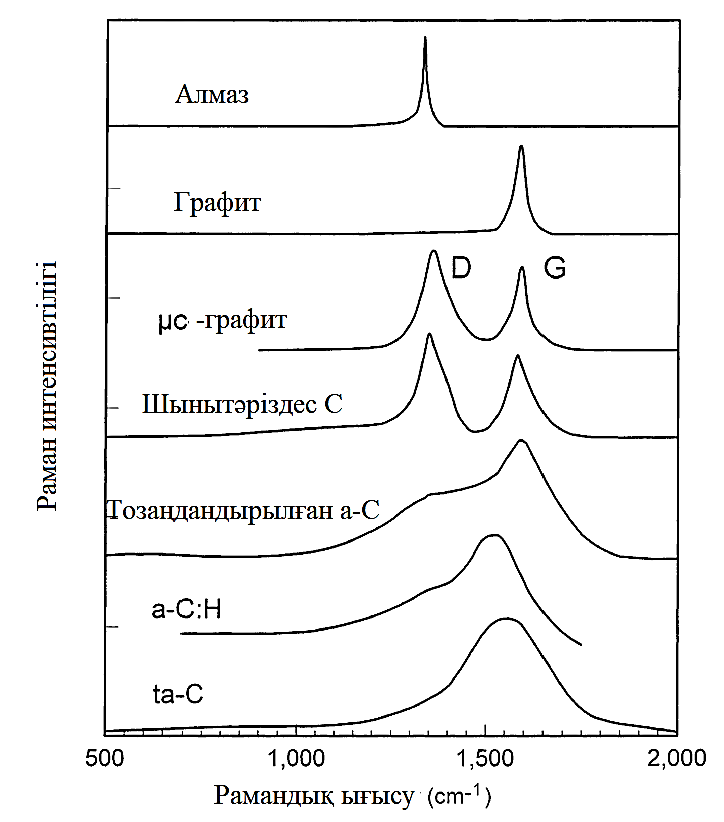 Алмаз
Графит
D
G
µc -графит
Шынытәріздес С
Тозаңдандырылған а-С
a-C:H
ta-C
Раман интенсивтілігі
500
1,000
1,500
2,000
Рамандық ығысу (cm-1)